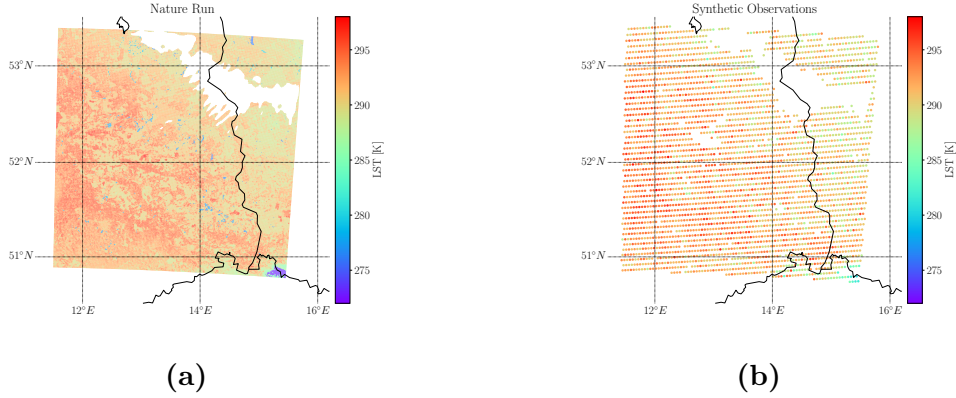 Nature Run
Synthetic Observations
53°N
52°N
51°N
12°E
14°E
16°E
295
290
285
280
275
LST [K]
53°N
52°N
51°N
12°E
14°E
16°E
295
290
285
280
275
LST [K]
(a)
(b)